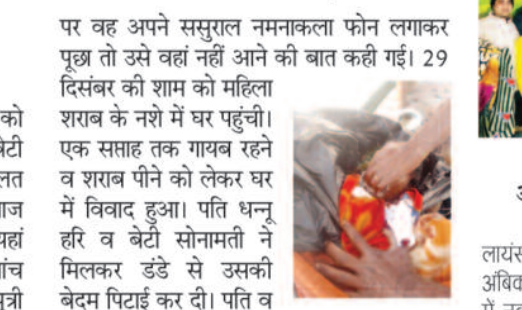 पर वह अपने ससुराल नमनाकला फोन लगाकर
पूछा तो उसे वहां नहीं आने की बात कही गई। 29
दिसंबर की शाम को महिला
शराब के नशे में घर पहुंची।
एक सप्ताह तक गायब रहने
व शराब पीने को लेकर घर
में विवाद हुआ। पति धन्नू
हरि व बेटी सोनामती ने
मिलकर डंडे से उसकी
बेदम पिटाई कर दी। पति व
को
लत
यहां
लायंस